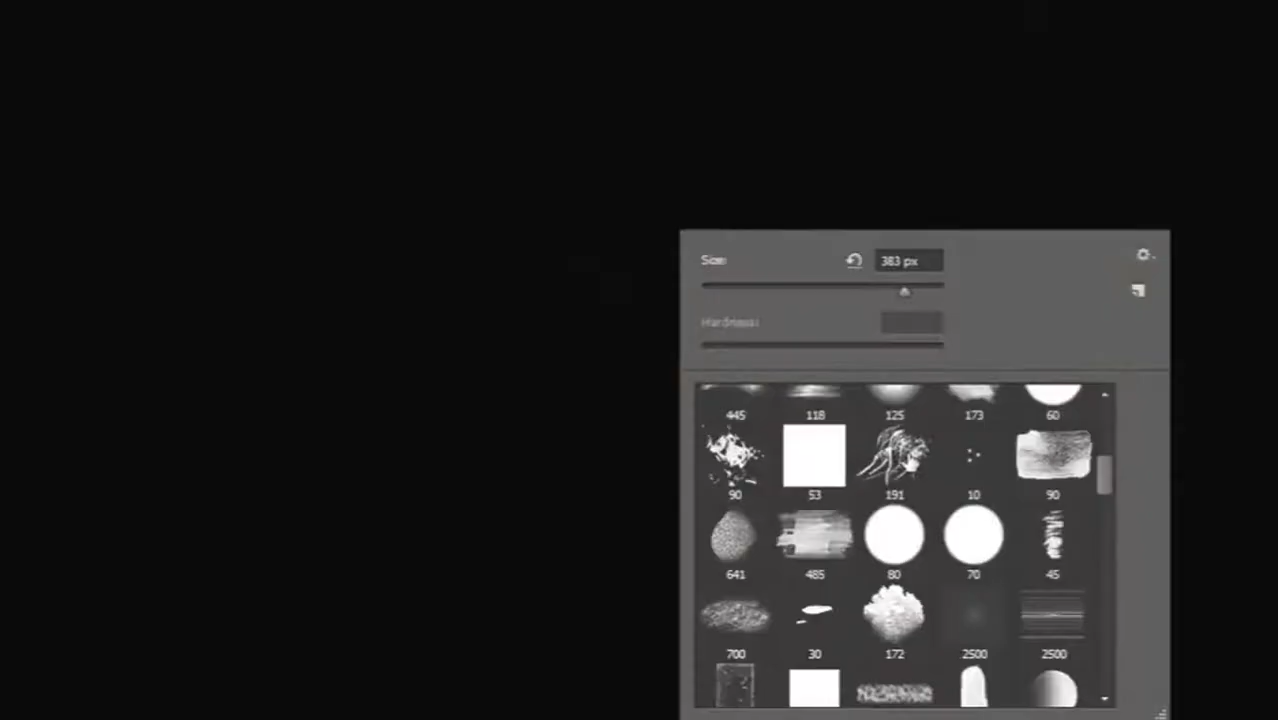 Size: 383 px
Hardness:
445 118 125 173 60
90 53 191 10 90
641 485 80 70 45
700 30 172 2500 2500